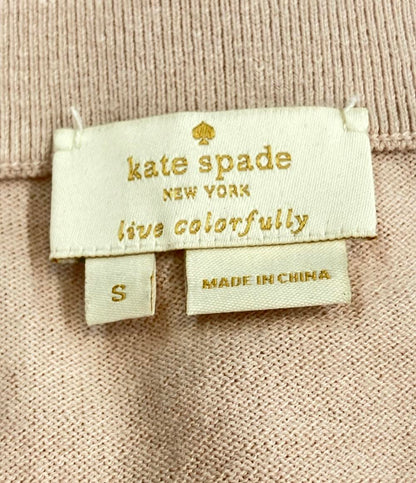 kate spade
NEW YORK
live colorfully
S
MADE IN CHINA